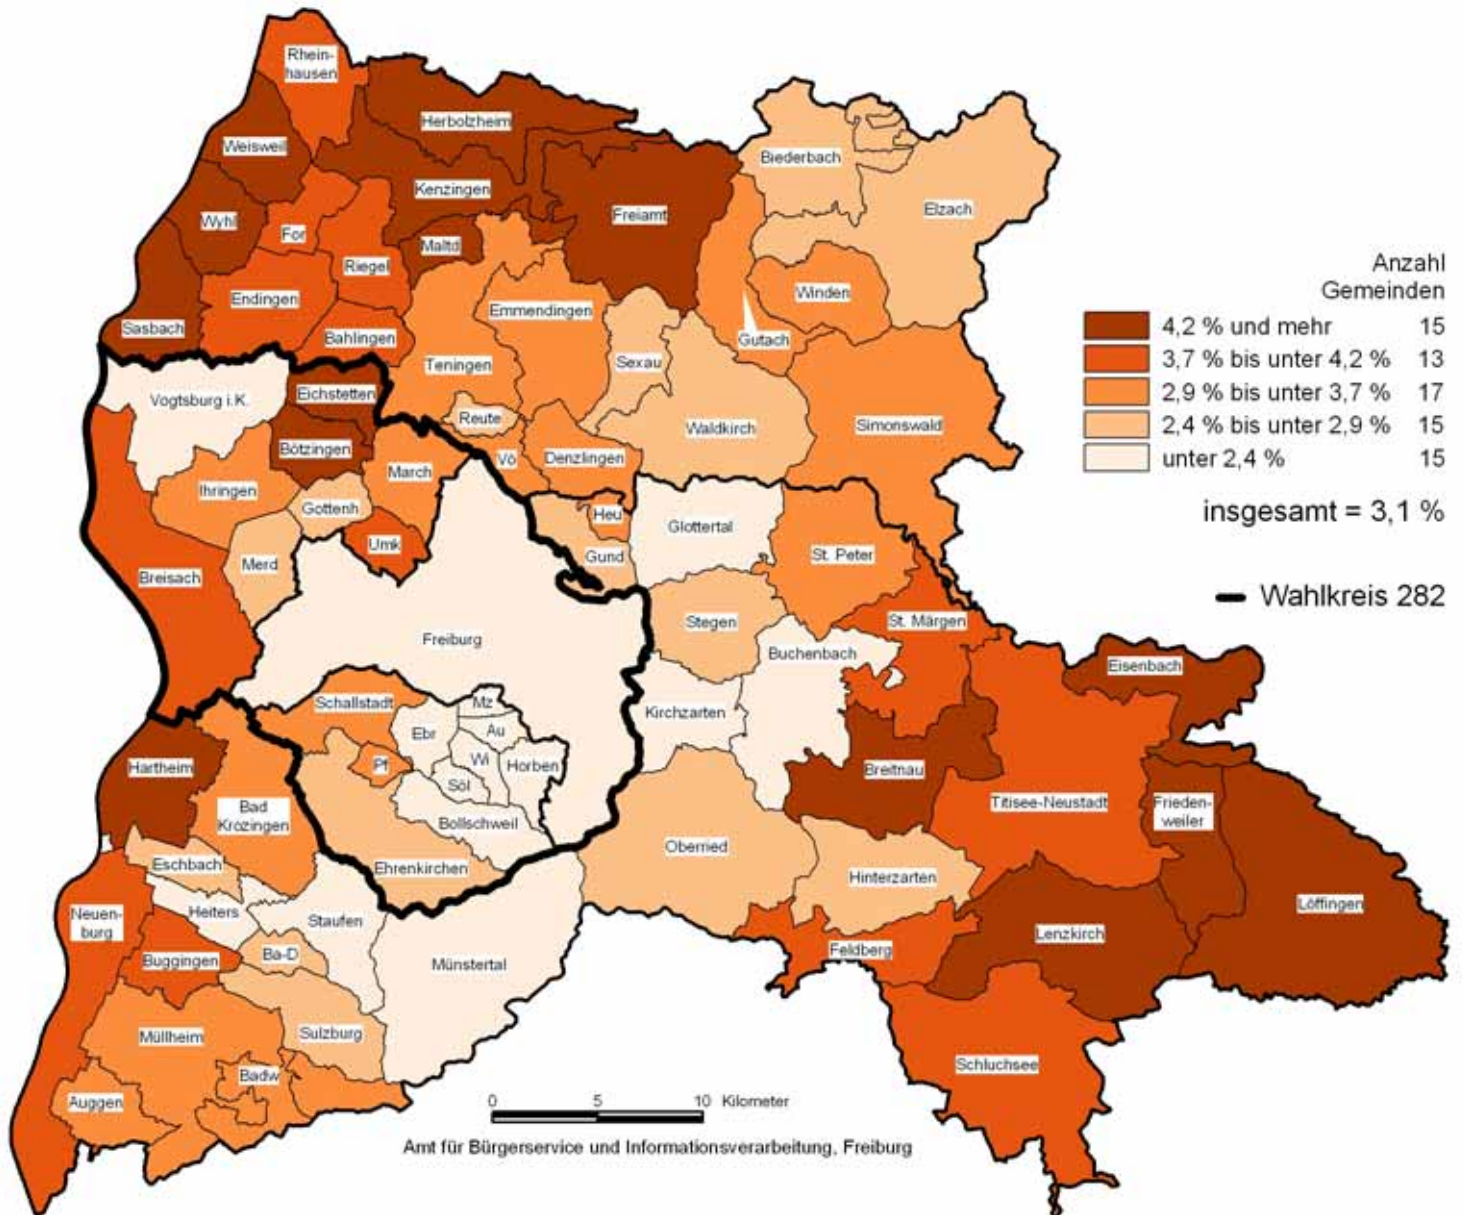 Rhein-
hausen
Herbolzheim
Weisweil
Biederbach
Kenzingen
Elzach
Freiamt
Wyhl
For
Maltd
Riegel
Winden
Endingen
Emmendingen
Sasbach
Bahlingen
Gutach
Teningen
Sexau
Vogtsburg i.K.
Eichstetten
Reute
Waldkirch
Simonswald
Bötzingen
Vö
Denzlingen
March
Ihringen
Gottenh
Heu
Glottertal
Umk
Gund
St. Peter
Merd
Breisach
Stegen
St. Märgen
Freiburg
Buchenbach
Eisenbach
Schallstadt
Mz
Kirchzarten
Au
Ebr
Wi
Horben
Pf
Hartheim
Söl
Breitnau
Titisee-Neustadt
Frieden-
weiler
Bad
Krozingen
Bollschweil
Oberried
Eschbach
Ehrenkirchen
Hinterzarten
Löffingen
Heiters
Staufen
Neuen-
burg
Lenzkirch
Feldberg
Buggingen
Ba-D
Münstertal
Müllheim
Sulzburg
Schluchsee
Badw
Auggen
Anzahl
Gemeinden
4,2 % und mehr 15
3,7 % bis unter 4,2 % 13
2,9 % bis unter 3,7 % 17
2,4 % bis unter 2,9 % 15
unter 2,4 % 15
insgesamt = 3,1 %
Wahlkreis 282
0 5 10 Kilometer
Amt für Bürgerservice und Informationsverarbeitung, Freiburg